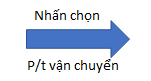 Nhấn chọn
P/t vận chuyển